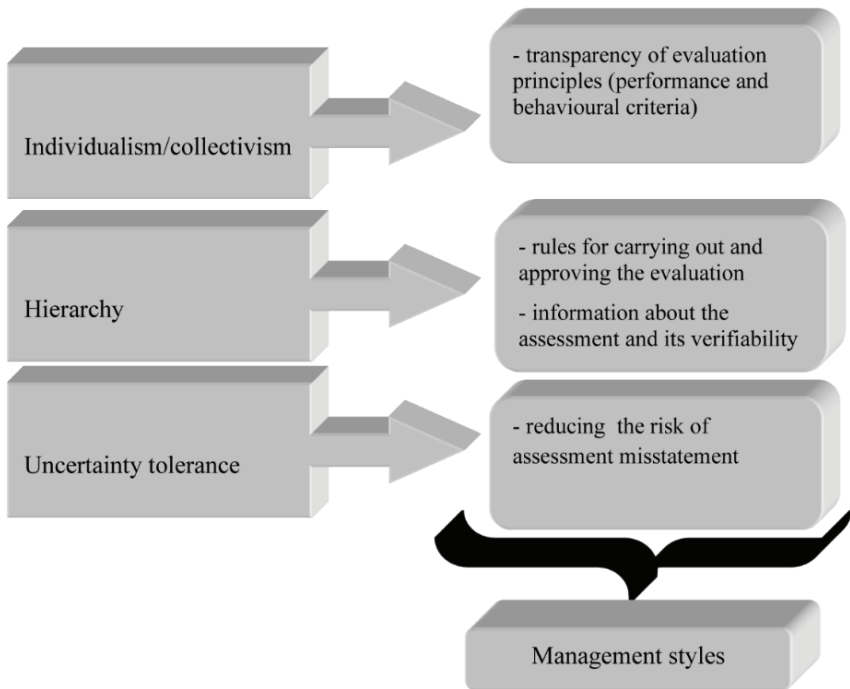 Individualism/collectivism
- transparency of evaluation
principles (performance and
behavioural criteria)
Hierarchy
- rules for carrying out and
approving the evaluation
- information about the
assessment and its verifiability
Uncertainty tolerance
- reducing the risk of
assessment misstatement
Management styles